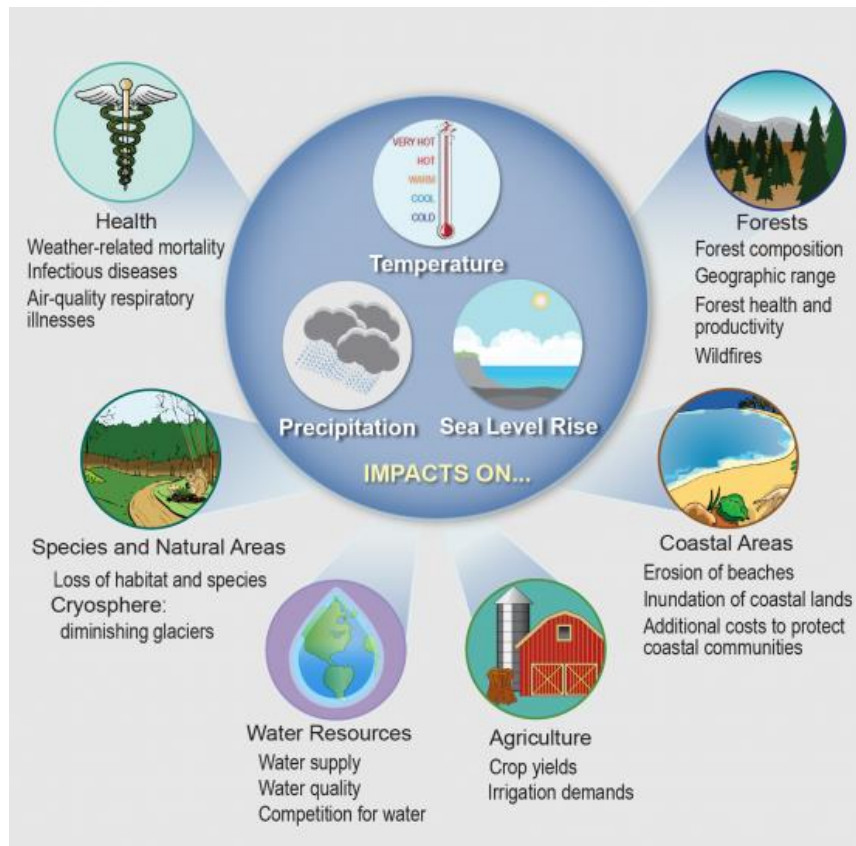 VERY HOT
HOT
WARM
COOL
COLD
Temperature
Precipitation
Sea Level Rise
IMPACTS ON...
Health
Weather-related mortality
Infectious diseases
Air-quality respiratory
illnesses
Forests
Forest composition
Geographic range
Forest health and
productivity
Wildfires
Species and Natural Areas
Loss of habitat and species
Cryosphere:
diminishing glaciers
Coastal Areas
Erosion of beaches
Inundation of coastal lands
Additional costs to protect
coastal communities
Water Resources
Water supply
Water quality
Competition for water
Agriculture
Crop yields
Irrigation demands